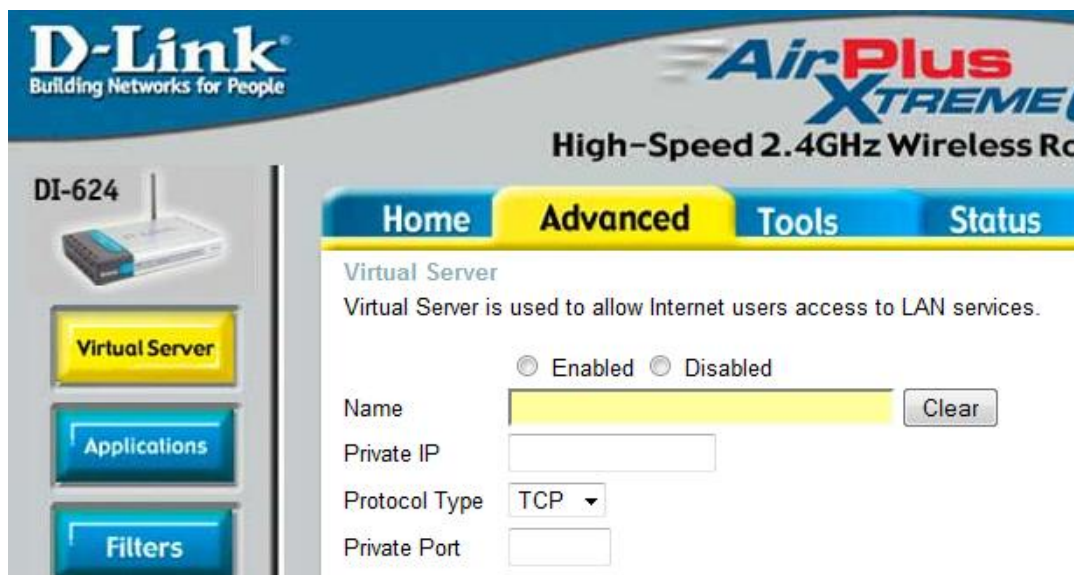 D-Link
Building Networks for People
AirPlus
XTREME
High-Speed 2.4GHz Wireless
DI-624
Home Advanced Tools Status
Virtual Server
Virtual Server is used to allow Internet users access to LAN services.
Virtual Server
Enabled Disabled
Name Clear
Applications
Private IP
Protocol Type TCP
Filters
Private Port